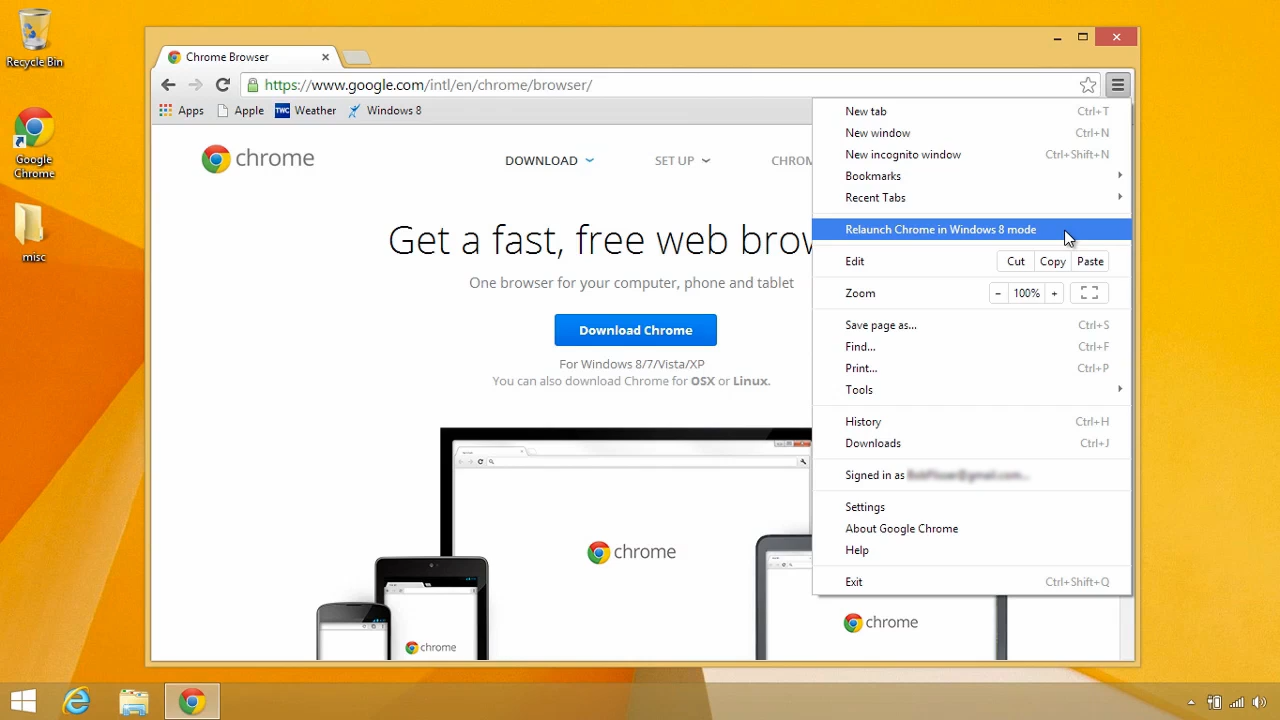 Recycle Bin
Google
Chrome
misc
Chrome Browser
https://www.google.com/intl/en/chrome/browser/
Apps
Apple
TWC
Weather
Windows 8
chrome
DOWNLOAD
SET UP
CHROM
Get a fast, free web brow
One browser for your computer, phone and tablet
Download Chrome
For Windows 8/7/Vista/XP
You can also download Chrome for OSX or Linux.
chrome
chrome
chrome
New tab Ctrl+T
New window Ctrl+N
New incognito window Ctrl+Shift+N
Bookmarks
Recent Tabs
Relaunch Chrome in Windows 8 mode
Edit Cut Copy Paste
Zoom - 100% +
Save page as... Ctrl+S
Find... Ctrl+F
Print... Ctrl+P
Tools
History Ctrl+H
Downloads Ctrl+J
Signed in as
Settings
About Google Chrome
Help
Exit Ctrl+Shift+Q